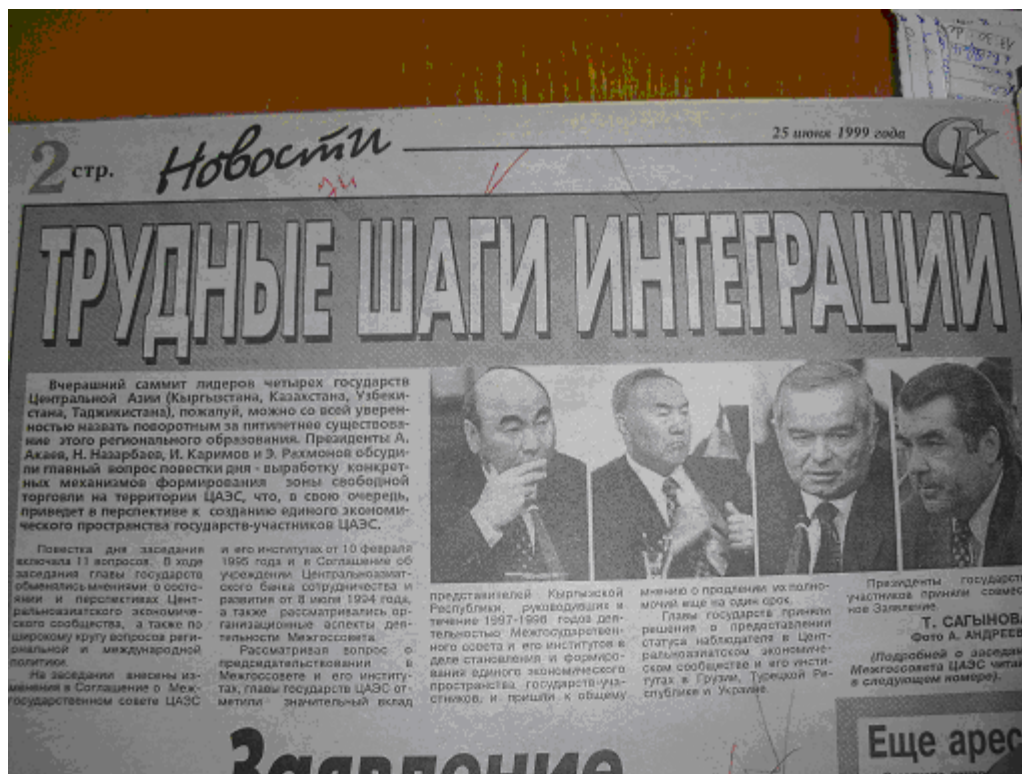 2 стр.
Новости
25 июня 1999 года
СК
ТРУДНЫЕ ШАГИ ИНТЕГРАЦИИ
Вчерашний саммит лидеров четырех государств
Центральной Азии (Кыргызстана, Казахстана, Узбеки-
стана, Таджикистана), пожалуй, можно со всей уверен-
ностью назвать поворотным за пятилетнее существова-
ние этого регионального образования. Президенты А.
Акаев, Н. Назарбаев, И. Каримов и Э. Рахмонов обсуди-
ли главный вопрос повестки дня - выработку конкрет-
ных механизмов формирования зоны свободной
торговли на территории ЦАЭС, что, в свою очередь,
приведет в перспективе к созданию единого экономи-
ческого пространства государств-участников ЦАЭС.
Повестка дня заседания
включала 11 вопросов. В ходе
заседания главы государств
обменялись мнениями о состо-
янии и перспективах Цент-
ральноазиатского экономиче-
ского сообщества, а также по
широкому кругу вопросов реги-
ональной и международной
политики.
На заседании внесены из-
менения в Соглашение о Меж-
государственном совете ЦАЭС
и его институтах от 10 февраля
1995 года и в Соглашение об
учреждении Центральноазиат-
ского банка сотрудничества и
развития от 8 июля 1994 года,
а также рассматривались ор-
ганизационные аспекты дея-
тельности Межгоссовета.
Рассматривая вопрос о
председательствовании в
Межгоссовете и его институ-
тах, главы государств ЦАЭС от-
метили значительный вклад
представителей Кыргызской
Республики, руководивших в
течение 1997-1998 годов дея-
тельностью Межгосударствен-
ного совета и его институтов в
деле становления и формиро-
вания единого экономического
пространства государств-уча-
стников, и пришли к общему
мнению о продлении их полно-
мочий еще на один срок.
Главы государств приняли
решения о предоставлении
статуса наблюдателя в Цент-
ральноазиатском экономиче-
ском сообществе и его инсти-
тутах в Грузии, Турецкой Ре-
спублике и Украине.
Президенты государств
участников приняли совмес
ное Заявление.
Т. САГЫНОВА
Фото А. АНДРЕЕВ
(Подробней о заседан
Межгоссовета ЦАЭС читай
в следующем номере).
Заявление
Еще арес